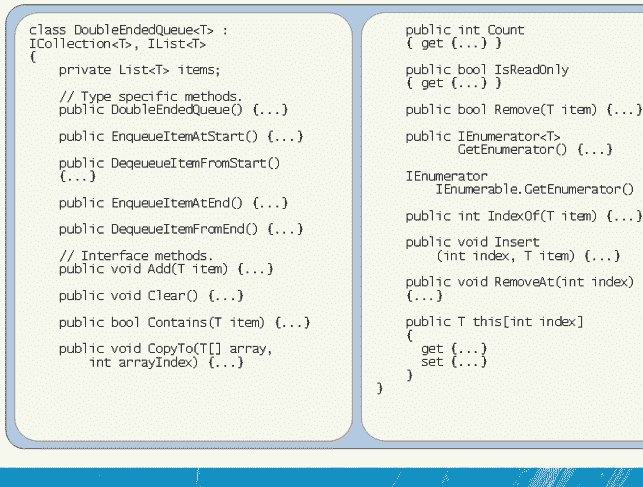 class DoubleEndedQueue<T> :
ICollection<T>, IList<T>
{
private List<T> items;
// Type specific methods.
public DoubleEndedQueue() {...}
public EnqueueItemAtStart() {...}
public DeqeueueItemFromStart()
{...}
public EnqueueItemAtEnd() {...}
public DequeueItemFromEnd() {...}
// Interface methods.
public void Add(T item) {...}
public void Clear() {...}
public bool Contains(T item) {...}
public void CopyTo(T[] array,
int arrayIndex) {...}
public int Count
{ get {...} }
public bool IsReadOnly
{ get {...} }
public bool Remove(T item) {...}
public IEnumerator<T>
GetEnumerator() {...}
IEnumerator
IEnumerable.GetEnumerator()
public int IndexOf(T item) {...}
public void Insert
(int index, T item) {...}
public void RemoveAt(int index)
{...}
public T this[int index]
{
get {...}
set {...}
}
}